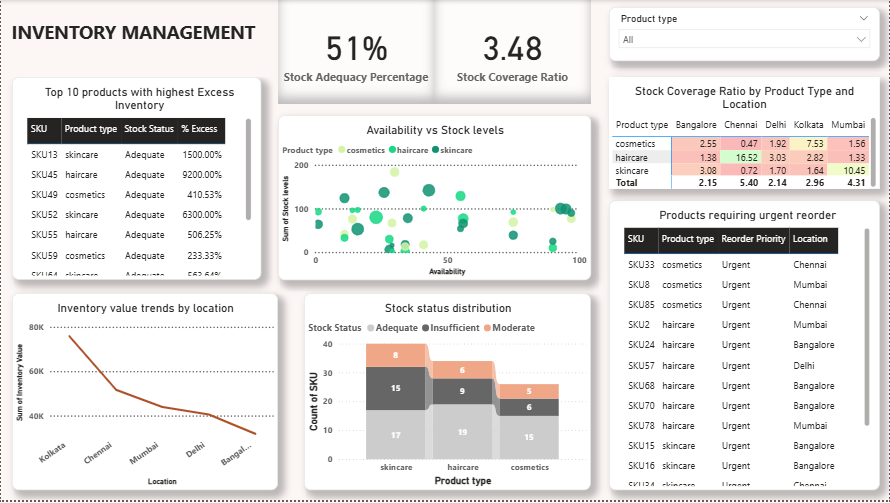 INVENTORY MANAGEMENT
51%
Stock Adequacy Percentage
3.48
Stock Coverage Ratio
Product type
All
Top 10 products with highest Excess
Inventory
SKU Product type Stock Status % Excess
SKU13 skincare Adequate 1500.00%
SKU45 haircare Adequate 9200.00%
SKU49 cosmetics Adequate 410.53%
SKU52 skincare Adequate 6300.00%
SKU55 haircare Adequate 506.25%
SKU59 cosmetics Adequate 233.33%
SKU64 skincare Adequate 563.64%
Availability vs Stock levels
Product type cosmetics haircare skincare
Sum of Stock levels
200
100
0
0 50 100
Availability
Stock Coverage Ratio by Product Type and
Location
Product type Bangalore Chennai Delhi Kolkata Mumbai
cosmetics 2.55 0.47 1.92 7.53 1.56
haircare 1.38 16.52 3.03 2.82 1.33
skincare 3.08 0.72 1.70 1.64 10.45
Total 2.15 5.40 2.14 2.96 4.31
Products requiring urgent reorder
SKU Product type Reorder Priority Location
SKU33 cosmetics Urgent Chennai
SKU8 cosmetics Urgent Mumbai
SKU85 cosmetics Urgent Chennai
SKU2 haircare Urgent Mumbai
SKU24 haircare Urgent Bangalore
SKU57 haircare Urgent Delhi
SKU68 haircare Urgent Bangalore
SKU70 haircare Urgent Bangalore
SKU78 haircare Urgent Mumbai
SKU15 skincare Urgent Bangalore
SKU16 skincare Urgent Bangalore
SKU34 skincare Urgent Chennai
Inventory value trends by location
Sum of Inventory Value
80K
60K
40K
Kolkata Chennai Mumbai Delhi Bangal...
Location
Stock status distribution
Stock Status Adequate Insufficient Moderate
Count of SKU
40
30
20
10
0
8
15
17
6
9
19
5
6
15
skincare haircare cosmetics
Product type